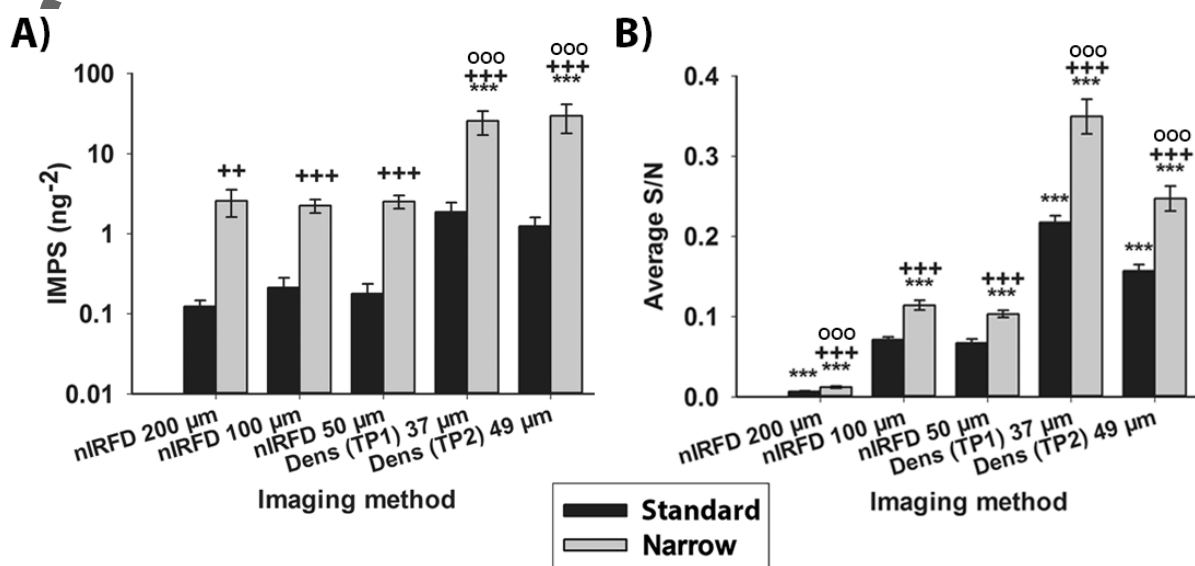 A)
IMPS (ng-2)
100
10
1
0.1
0.01
++
+++
+++
ooo
+++
***
ooo
+++
***
nIRFD 200 µm
nIRFD 100 µm
nIRFD 50 µm
Dens (TP1) 37 µm
Dens (TP2) 49 µm
Imaging method
B)
Average S/N
0.4
0.3
0.2
0.1
0.0
***
ooo
+++
***
+++
***
+++
***
***
ooo
+++
***
***
ooo
+++
***
nIRFD 200 µm
nIRFD 100 µm
nIRFD 50 µm
Dens (TP1) 37 µm
Dens (TP2) 49 µm
Imaging method
Standard
Narrow